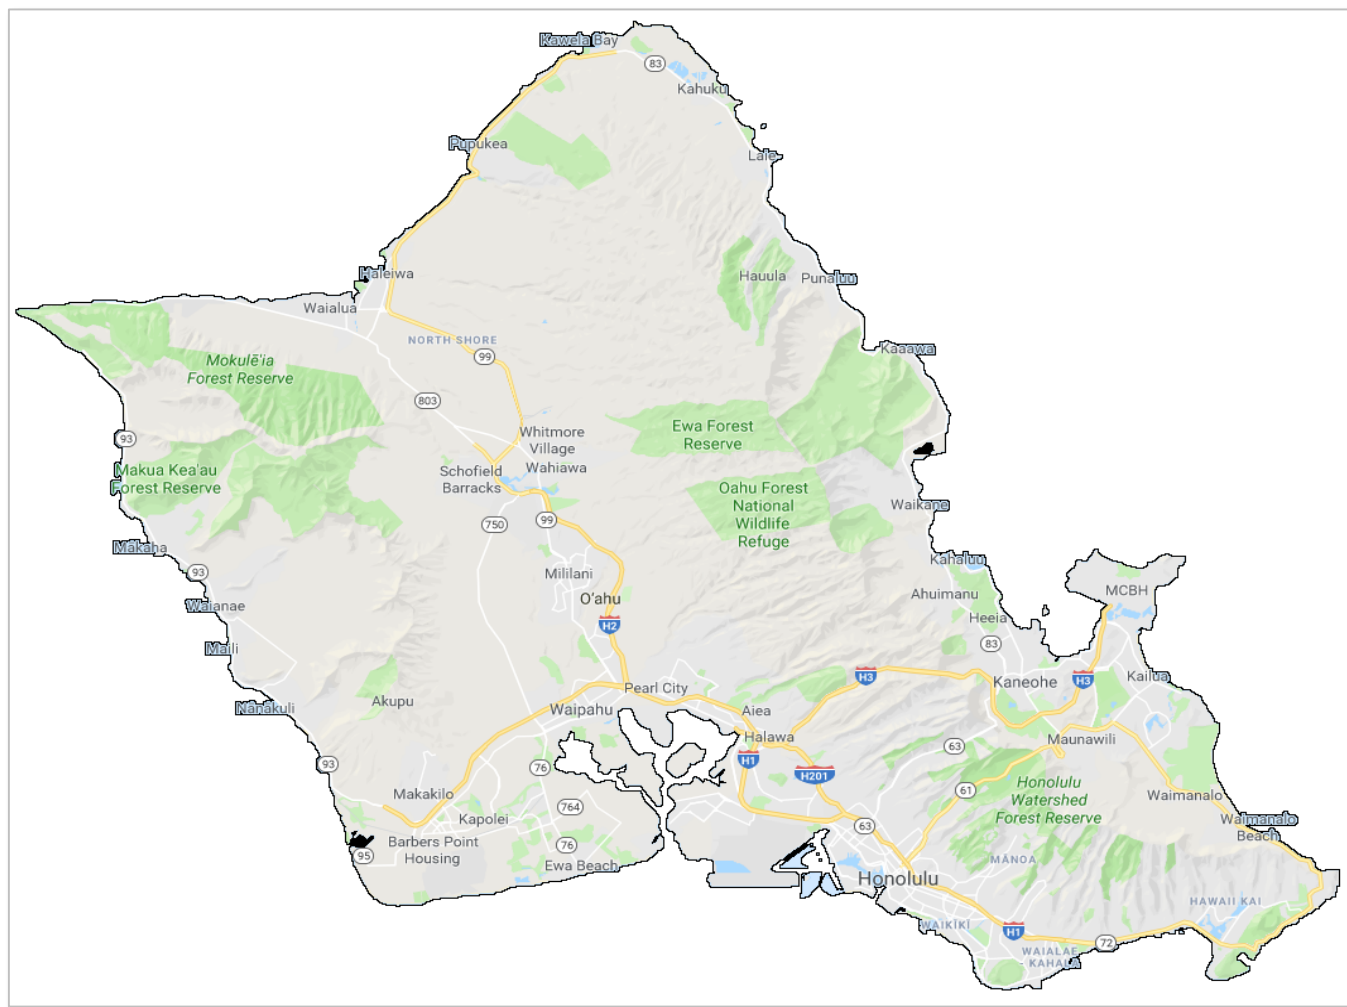 Kawela Bay
83
Kahuku
Pupukea
Laie
Haleiwa
Hauula
Punaluu
Waialua
NORTH SHORE
99
Kaaawa
Mokulē'ia
Forest Reserve
803
93
Whitmore
Village
Ewa Forest
Reserve
Wahiawa
Schofield
Barracks
Makua Kea'au
Forest Reserve
Oahu Forest
National
Wildlife
Refuge
Waikane
750
99
Makaha
93
Mililani
O'ahu
Kahaluu
Ahuimanu
MCBH
Waianae
H2
Heeia
83
Maili
Kaneohe
H3
H3
Kailua
Pearl City
Akupu
Nānākuli
Waipahu
Aiea
Halawa
63
Maunawili
93
76
H1
H201
Makakilo
764
61
Honolulu
Watershed
Forest Reserve
Waimanalo
Kapolei
63
Waimanalo
Beach
Barbers Point
Housing
95
76
Ewa Beach
MĀNOA
Honolulu
HAWAII KAI
WAIKĪKĪ
H1
72
WAIALAE
KAHALA